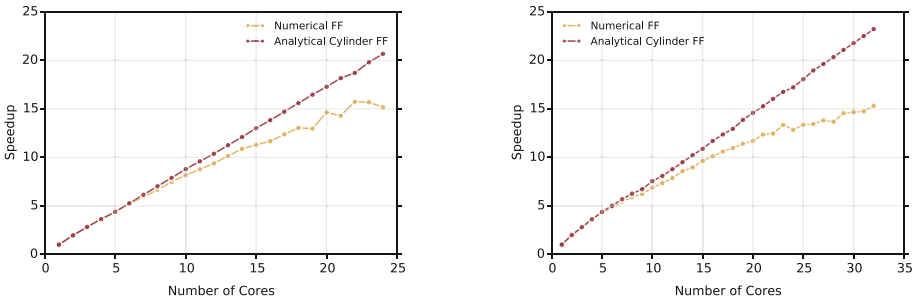 25
20
15
10
5
0
Speedup
Numerical FF
Analytical Cylinder FF
0 5 10 15 20 25
Number of Cores
25
20
15
10
5
0
Speedup
Numerical FF
Analytical Cylinder FF
0 5 10 15 20 25 30 35
Number of Cores